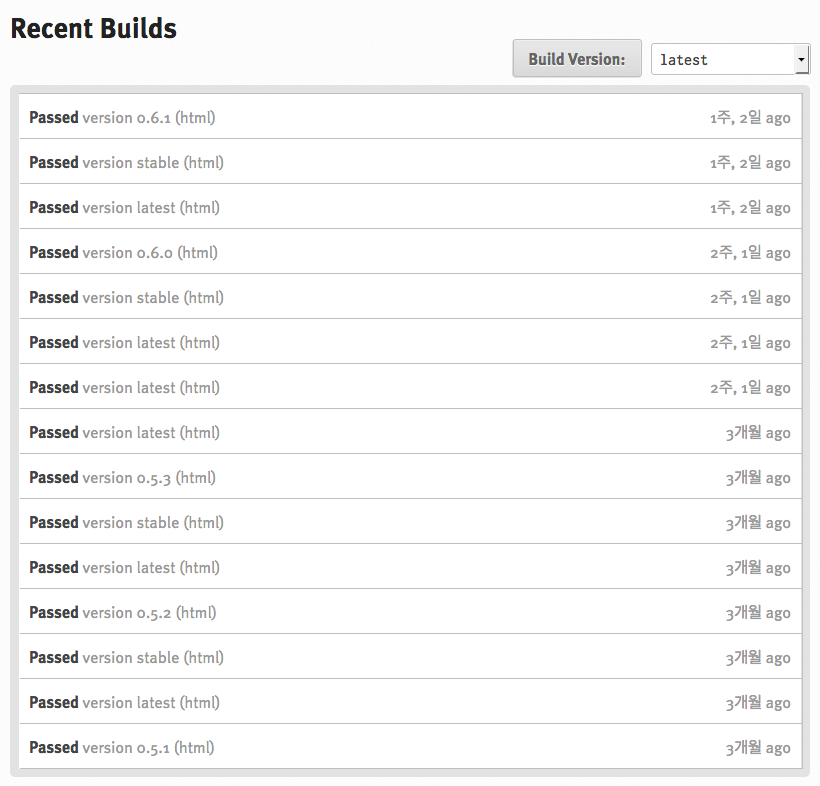 Recent Builds
Build Version: latest
Passed version 0.6.1 (html) 1주, 2일 ago
Passed version stable (html) 1주, 2일 ago
Passed version latest (html) 1주, 2일 ago
Passed version 0.6.0 (html) 2주, 1일 ago
Passed version stable (html) 2주, 1일 ago
Passed version latest (html) 2주, 1일 ago
Passed version latest (html) 2주, 1일 ago
Passed version latest (html) 3개월 ago
Passed version 0.5.3 (html) 3개월 ago
Passed version stable (html) 3개월 ago
Passed version latest (html) 3개월 ago
Passed version 0.5.2 (html) 3개월 ago
Passed version stable (html) 3개월 ago
Passed version latest (html) 3개월 ago
Passed version 0.5.1 (html) 3개월 ago